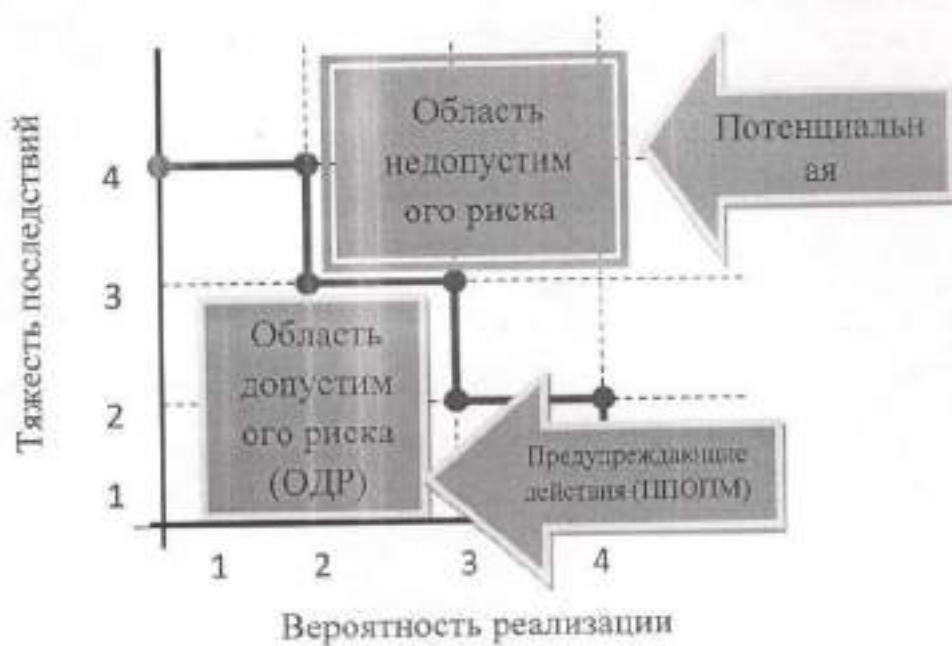 Тяжесть последствий
4
3
2
1
Область
недопустим
ого риска
Потенциальн
ая
Область
допустим
ого риска
(ОДР)
Предупреждающие
действия (ППОПМ)
1
2
3
4
Вероятность реализации